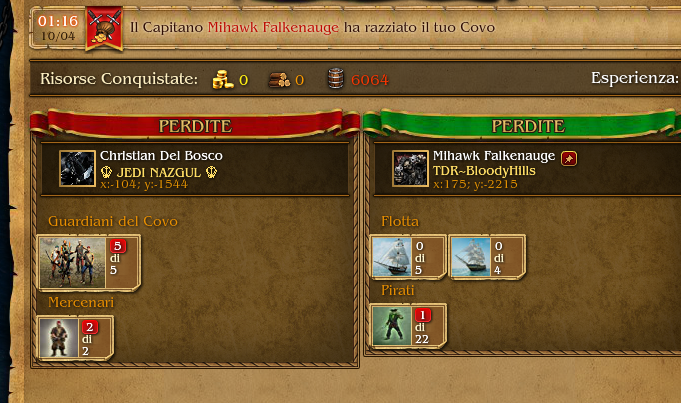 01:16
10/04
Il Capitano Mihawk Falkenauge ha razziato il tuo Covo
Risorse Conquistate: 0 0 6064 Esperienza:
PERDITE
Christian Del Bosco
JEDI NAZGUL
x:-104; y:-1544
Guardiani del Covo
5
di
5
Mercenari
2
di
2
PERDITE
Mihawk Falkenauge
TDR~BloodyHills
x:175; y:-2215
Flotta
0
di
5
0
di
4
Pirati
1
di
22